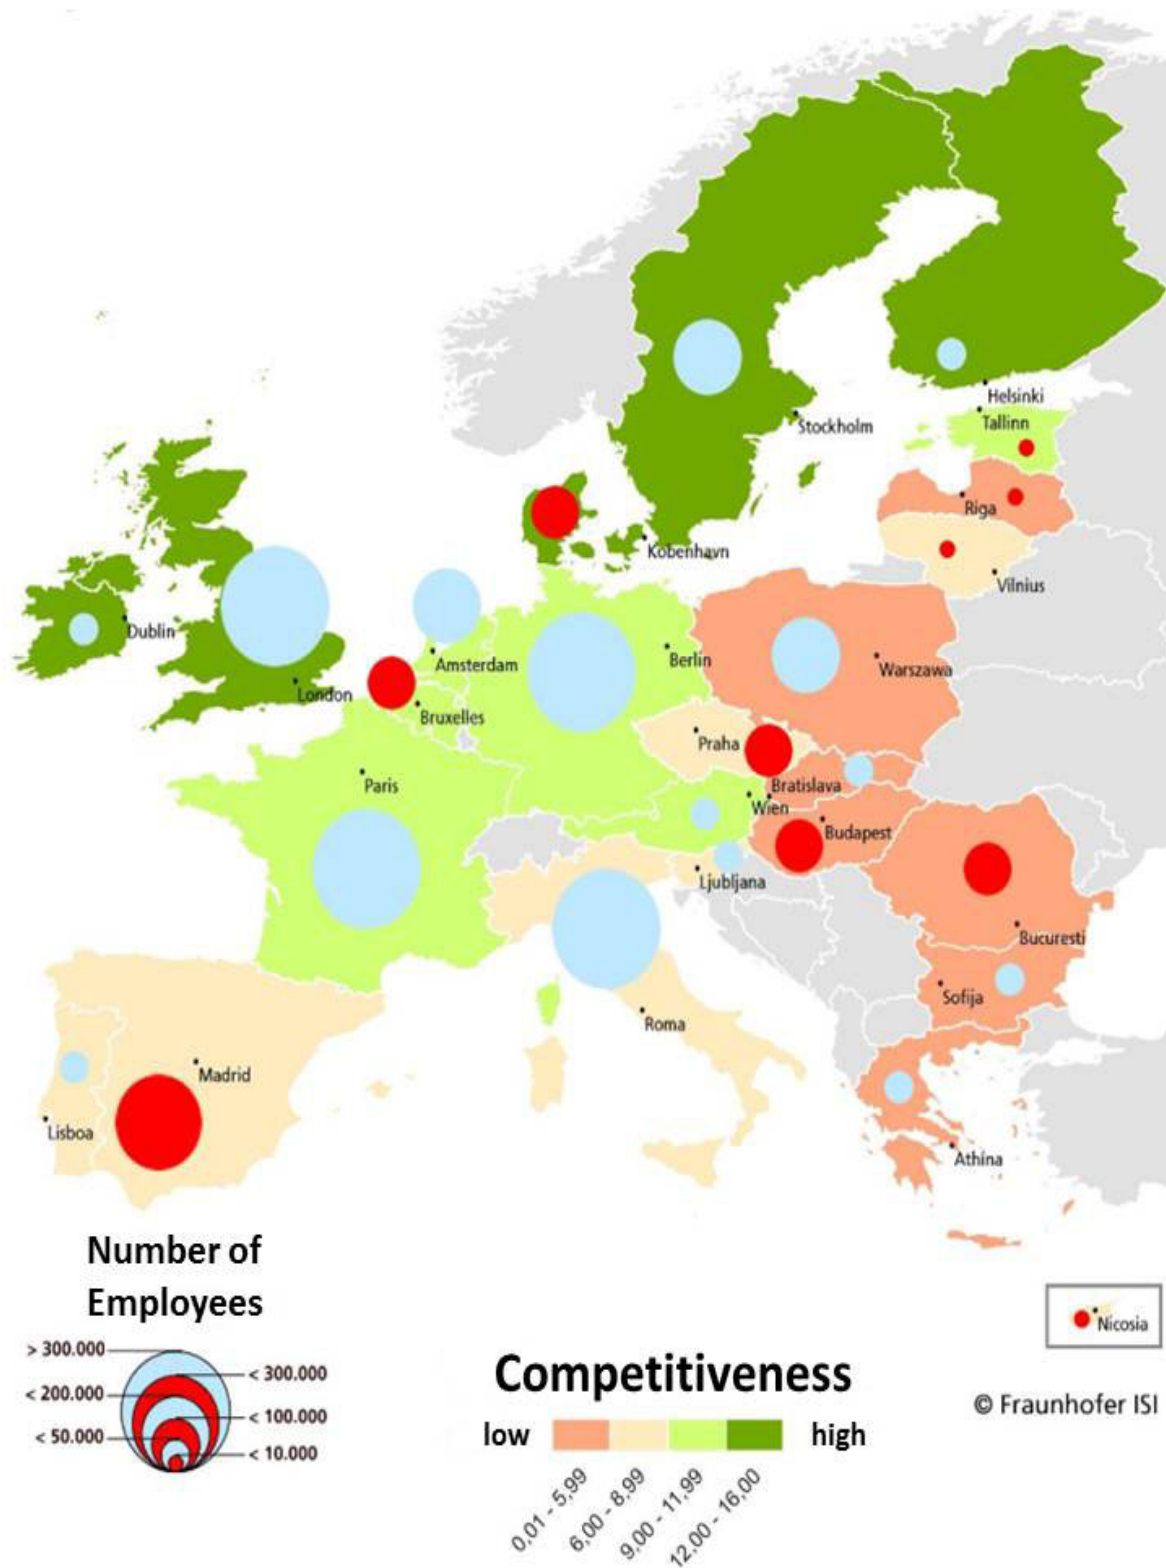 Helsinki
Tallinn
Stockholm
Riga
Kobenhavn
Vilnius
Dublin
Amsterdam
Berlin
Warszawa
London
Bruxelles
Praha
Paris
Bratislava
Wien
Budapest
Ljubljana
Bucuresti
Sofija
Roma
Madrid
Lisboa
Athina
Number of
Employees
> 300.000
< 300.000
< 200.000
< 100.000
< 50.000
< 10.000
Competitiveness
low
high
0,01 - 5,99
6,00 - 8,99
9,00 - 11,99
12,00 - 16,00
Nicosia
© Fraunhofer ISI